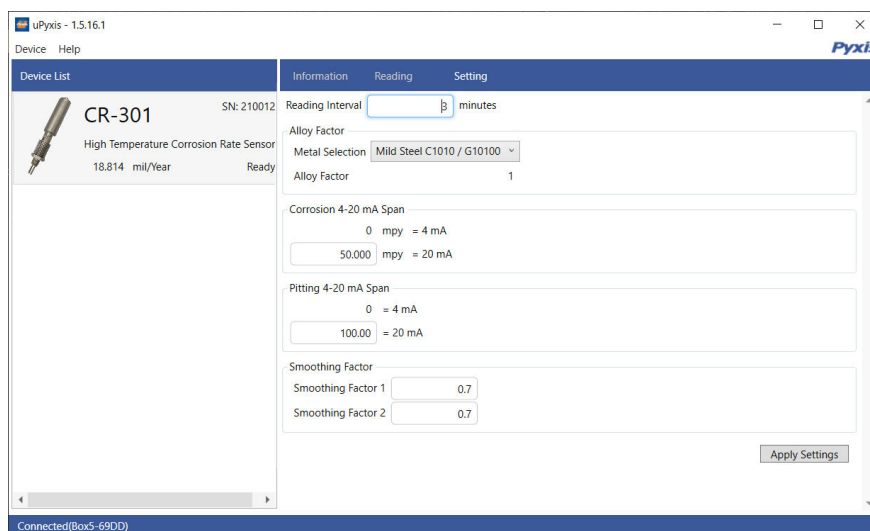 uPyxis - 1.5.16.1
Device Help
Device List
CR-301
SN: 210012
High Temperature Corrosion Rate Sensor
18.814 mil/Year Ready
Information Reading Setting
Reading Interval 3 minutes
Alloy Factor
Metal Selection Mild Steel C1010 / G10100
Alloy Factor 1
Corrosion 4-20 mA Span
0 mpy = 4 mA
50.000 mpy = 20 mA
Pitting 4-20 mA Span
0 = 4 mA
100.00 = 20 mA
Smoothing Factor
Smoothing Factor 1 0.7
Smoothing Factor 2 0.7
Apply Settings
Connected(Box5-69DD)